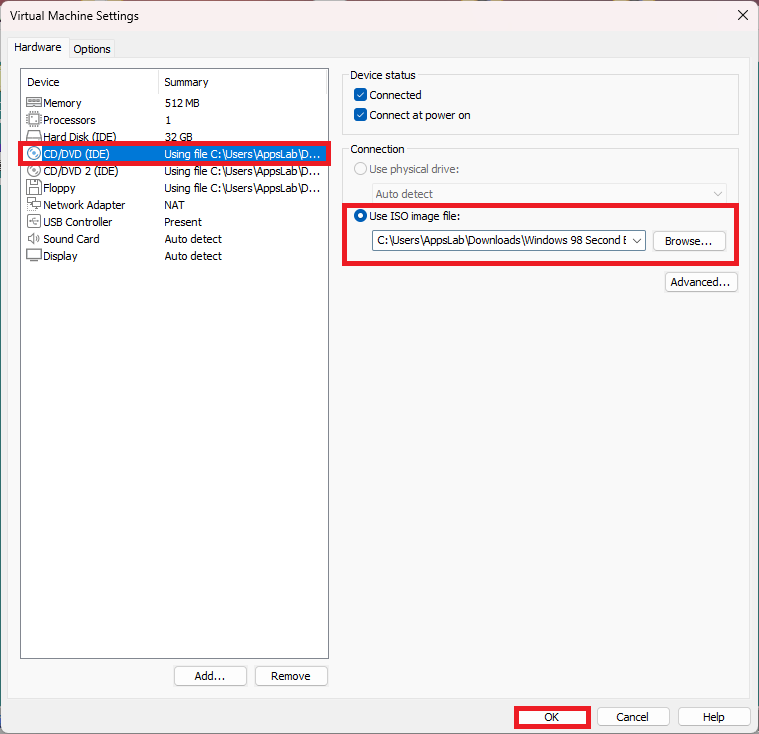 Virtual Machine Settings
Hardware Options
Device Summary
Memory 512 MB
Processors 1
Hard Disk (IDE) 32 GB
CD/DVD (IDE) Using file C:\Users\AppsLab\D...
CD/DVD 2 (IDE) Using file C:\Users\AppsLab\D...
Floppy Using file C:\Users\AppsLab\D...
Network Adapter NAT
USB Controller Present
Sound Card Auto detect
Display Auto detect
Add... Remove
Device status
Connected
Connect at power on
Connection
Use physical drive:
Auto detect
Use ISO image file:
C:\Users\AppsLab\Downloads\Windows 98 Second E Browse...
Advanced...
OK Cancel Help